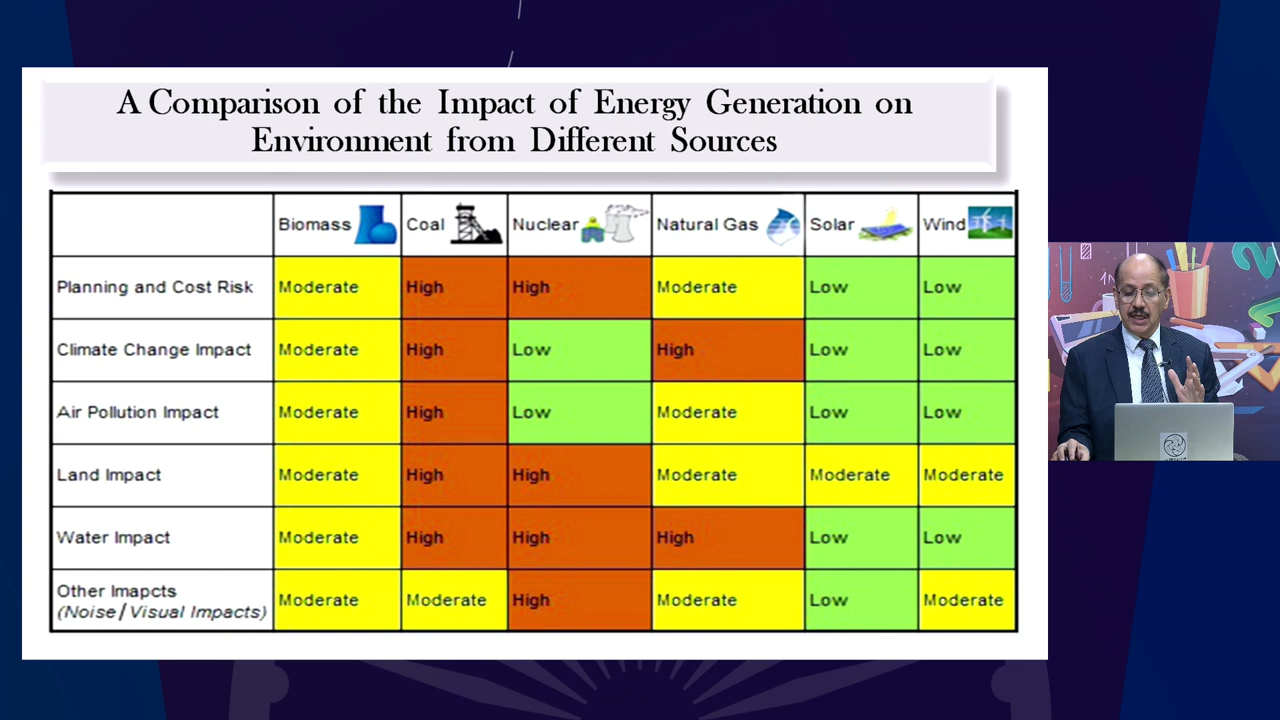 A Comparison of the Impact of Energy Generation on
Environment from Different Sources
Biomass Coal Nuclear Natural Gas Solar Wind
Planning and Cost Risk Moderate High High Moderate Low Low
Climate Change Impact Moderate High Low High Low Low
Air Pollution Impact Moderate High Low Moderate Low Low
Land Impact Moderate High High Moderate Moderate Moderate
Water Impact Moderate High High High Low Low
Other Imapcts
(Noise/Visual Impacts) Moderate Moderate High Moderate Low Moderate